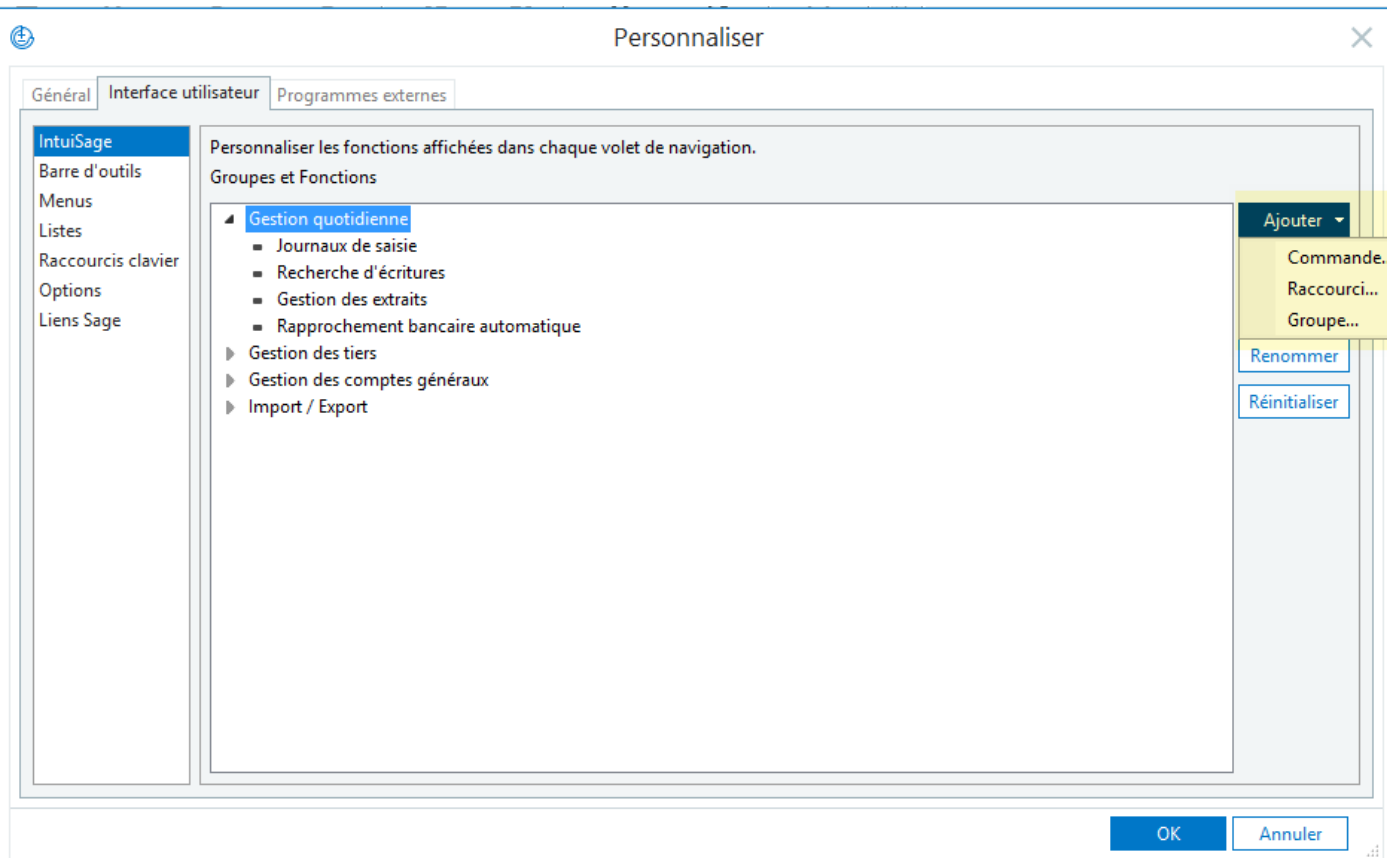 Personnaliser
Général Interface utilisateur Programmes externes
IntuiSage
Barre d'outils
Menus
Listes
Raccourcis clavier
Options
Liens Sage
Personnaliser les fonctions affichées dans chaque volet de navigation.
Groupes et Fonctions
Gestion quotidienne
Journaux de saisie
Recherche d'écritures
Gestion des extraits
Rapprochement bancaire automatique
Gestion des tiers
Gestion des comptes généraux
Import / Export
Ajouter
Commande..
Raccourci...
Groupe...
Renommer
Réinitialiser
OK Annuler